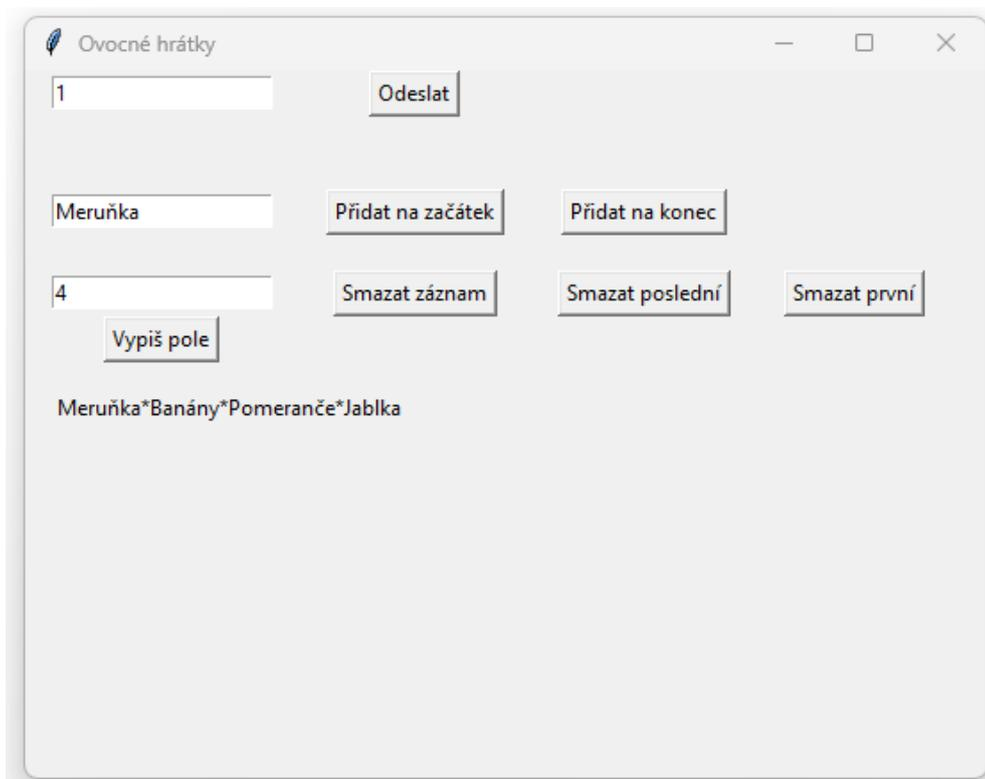 Ovocné hrátky
1 Odeslat
Meruňka Přidat na začátek Přidat na konec
4 Smazat záznam Smazat poslední Smazat první
Vypiš pole
Meruňka*Banány*Pomeranče*Jablka